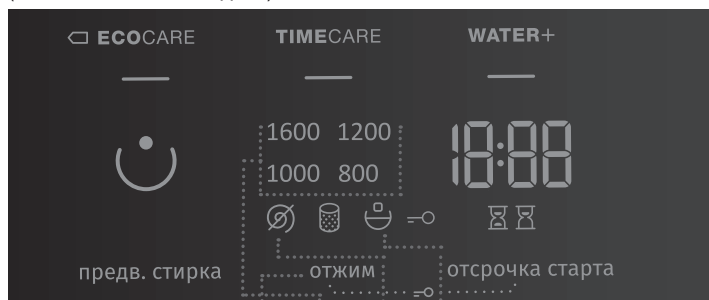 ECOCARE TIMECARE WATER+
1600 1200
18:88
1000 800
предв. стирка отжим отсрочка старта